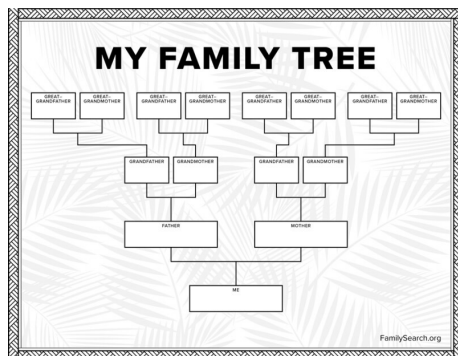 MY FAMILY TREE
GREAT-
GRANDFATHER
GREAT-
GRANDMOTHER
GREAT-
GRANDFATHER
GREAT-
GRANDMOTHER
GREAT-
GRANDFATHER
GREAT-
GRANDMOTHER
GREAT-
GRANDFATHER
GREAT-
GRANDMOTHER
GRANDFATHER
GRANDMOTHER
GRANDFATHER
GRANDMOTHER
FATHER
MOTHER
ME
FamilySearch.org